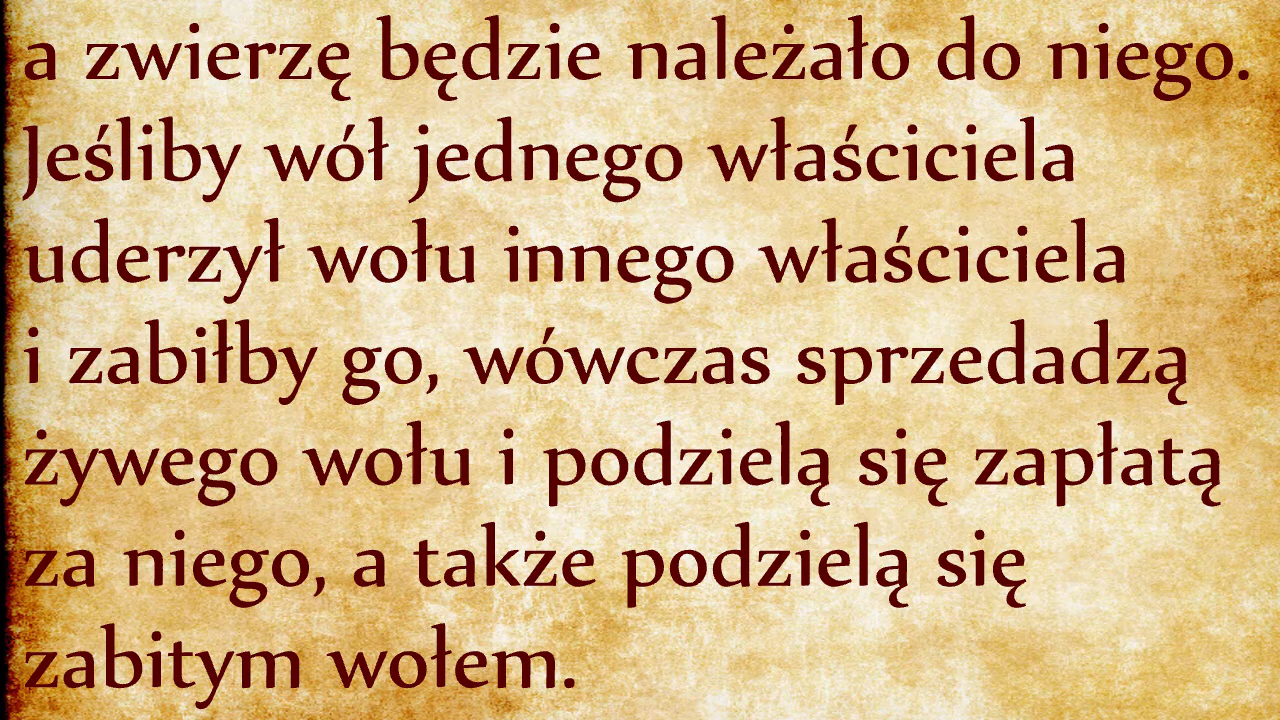 a zwierzę będzie należało do niego.
Jeśliby wół jednego właściciela
uderzył wołu innego właściciela
i zabiłby go, wówczas sprzedadzą
żywego wołu i podzielą się zapłatą
za niego, a także podzielą się
zabitym wołem.